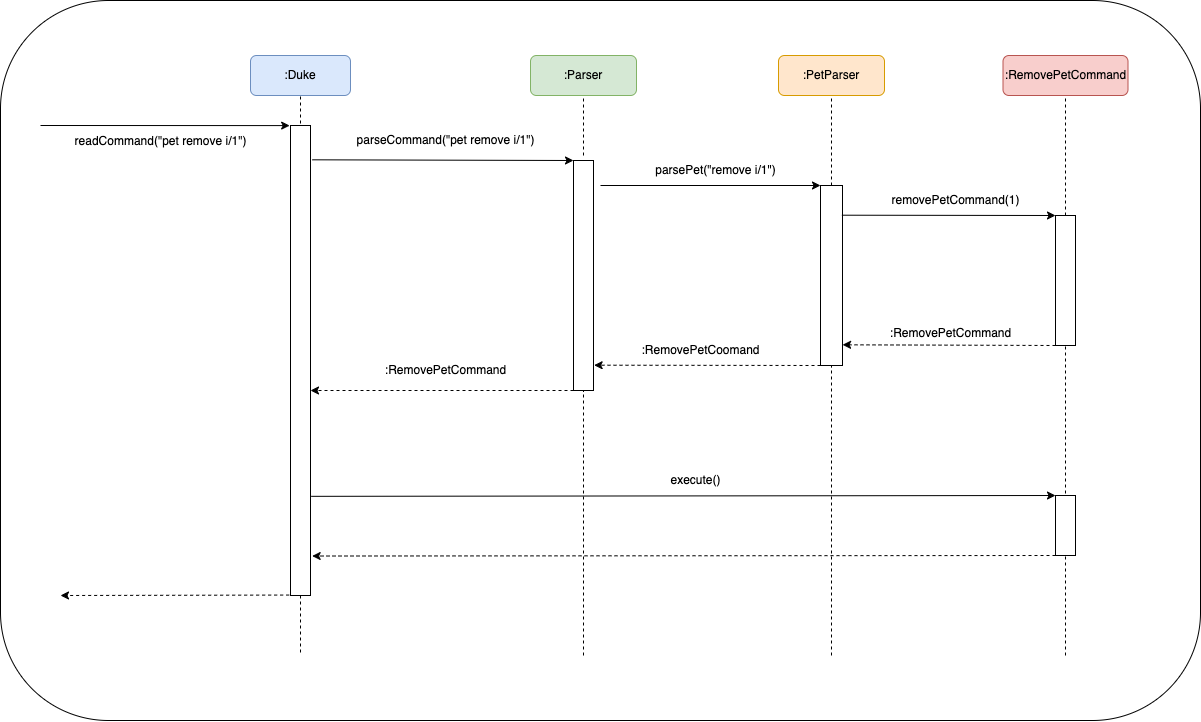 :Duke
:Parser
:PetParser
:RemovePetCommand
readCommand("pet remove i/1")
parseCommand("pet remove i/1")
parsePet("remove i/1")
removePetCommand(1)
:RemovePetCommand
:RemovePetCoomand
:RemovePetCommand
execute()